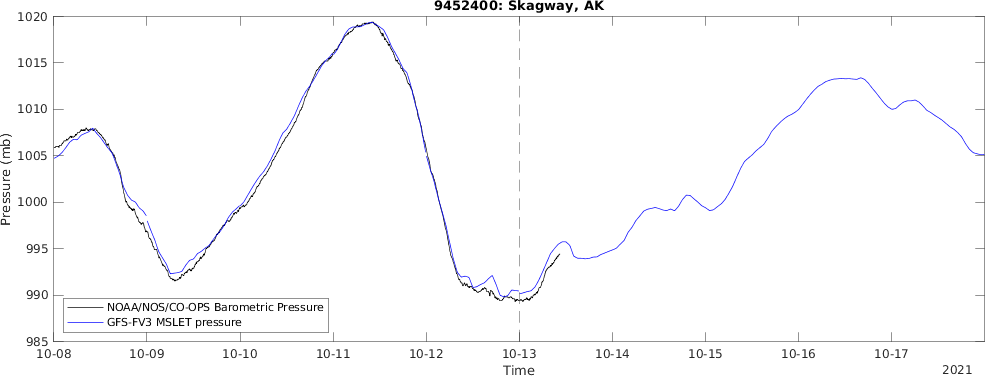 9452400: Skagway, AK
1020
1015
1010
1005
1000
995
990
985
Pressure (mb)
NOAA/NOS/CO-OPS Barometric Pressure
GFS-FV3 MSLET pressure
10-08 10-09 10-10 10-11 10-12 10-13 10-14 10-15 10-16 10-17
Time
2021